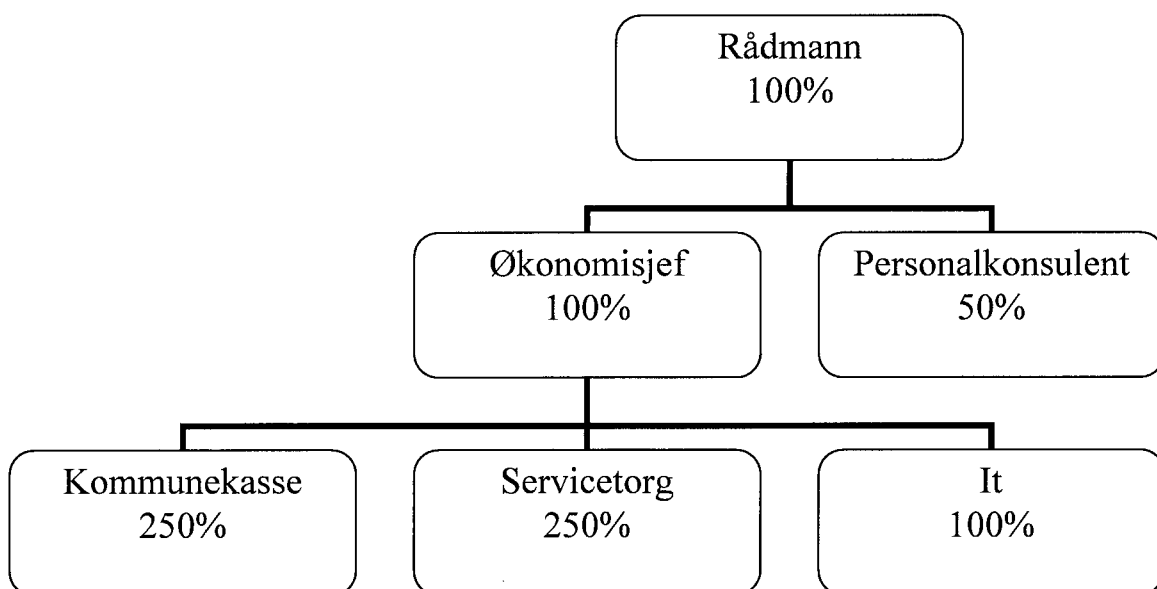 Rådmann
100%
Økonomisjef
100%
Personalkonsulent
50%
Kommunekasse
250%
Servicetorg
250%
It
100%